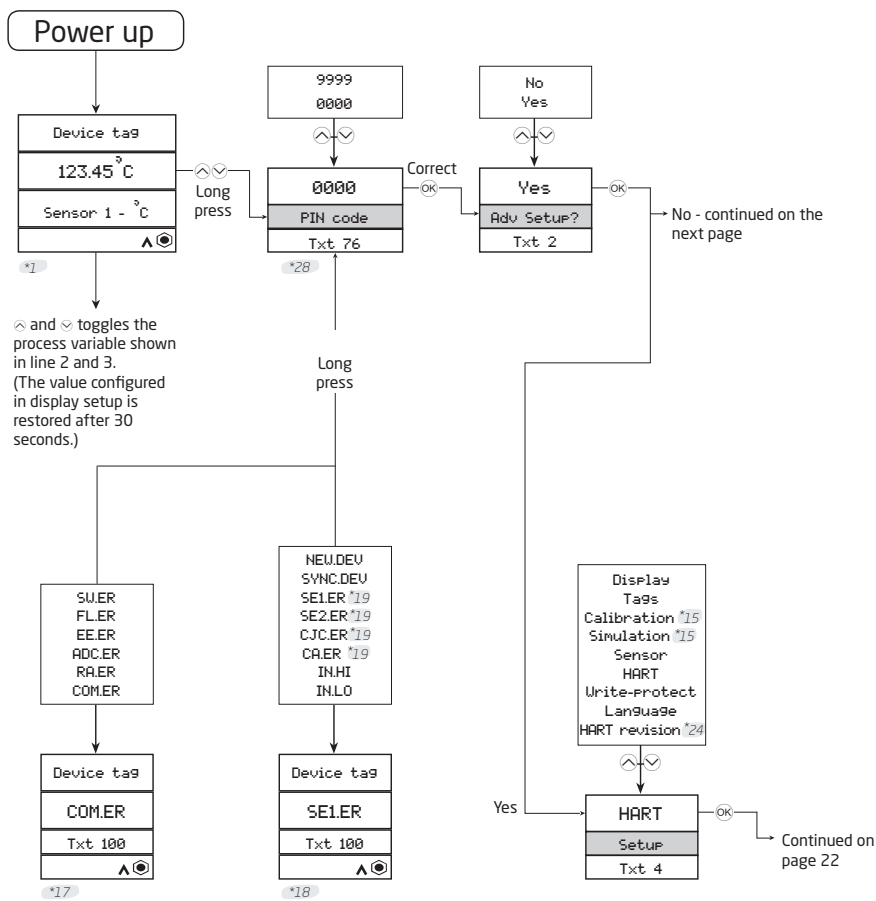 Power up
Device tag
123.45 °C
Sensor 1 - °C
*1
and toggles the
process variable shown
in line 2 and 3.
(The value configured
in display setup is
restored after 30
seconds.)
Long
press
9999
0000
0000
PIN code
Txt 76
*28
Correct
OK
No
Yes
Yes
Adv Setup?
Txt 2
OK
No - continued on the
next page
Long
press
SW.ER
FL.ER
EE.ER
ADC.ER
RA.ER
COM.ER
Device tag
COM.ER
Txt 100
*17
NEW.DEV
SYNC.DEV
SE1.ER *19
SE2.ER *19
CJC.ER *19
CA.ER *19
IN.HI
IN.LO
Device tag
SE1.ER
Txt 100
*18
Display
Tags
Calibration *15
Simulation *15
Sensor
HART
Write-protect
Language
HART revision *24
Yes
HART
Setup
Txt 4
OK
Continued on
page 22